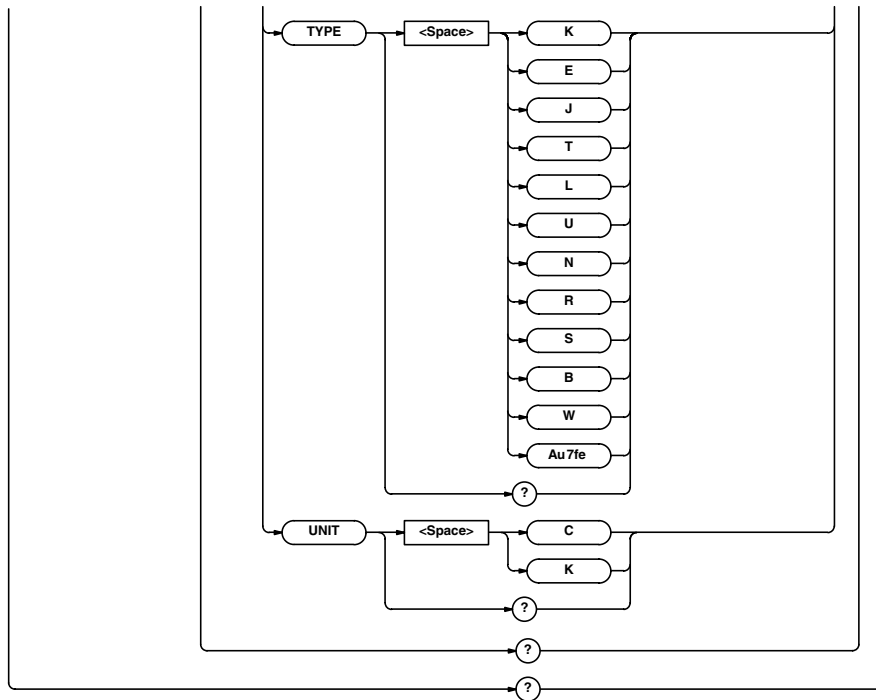 TYPE <Space> K
E
J
T
L
U
N
R
S
B
W
Au7fe
?
UNIT <Space> C
K
?
?
?